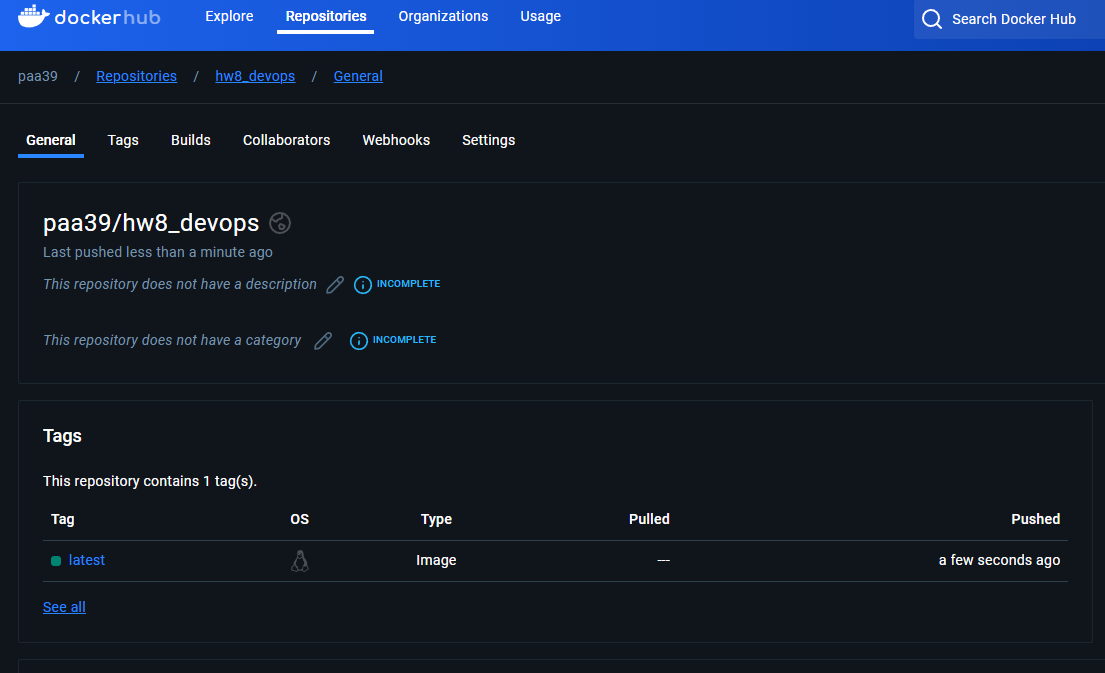 dockerhub Explore Repositories Organizations Usage Search Docker Hub
paa39 / Repositories / hw8_devops / General
General Tags Builds Collaborators Webhooks Settings
paa39/hw8_devops
Last pushed less than a minute ago
This repository does not have a description INCOMPLETE
This repository does not have a category INCOMPLETE
Tags
This repository contains 1 tag(s).
Tag OS Type Pulled Pushed
latest Image --- a few seconds ago
See all